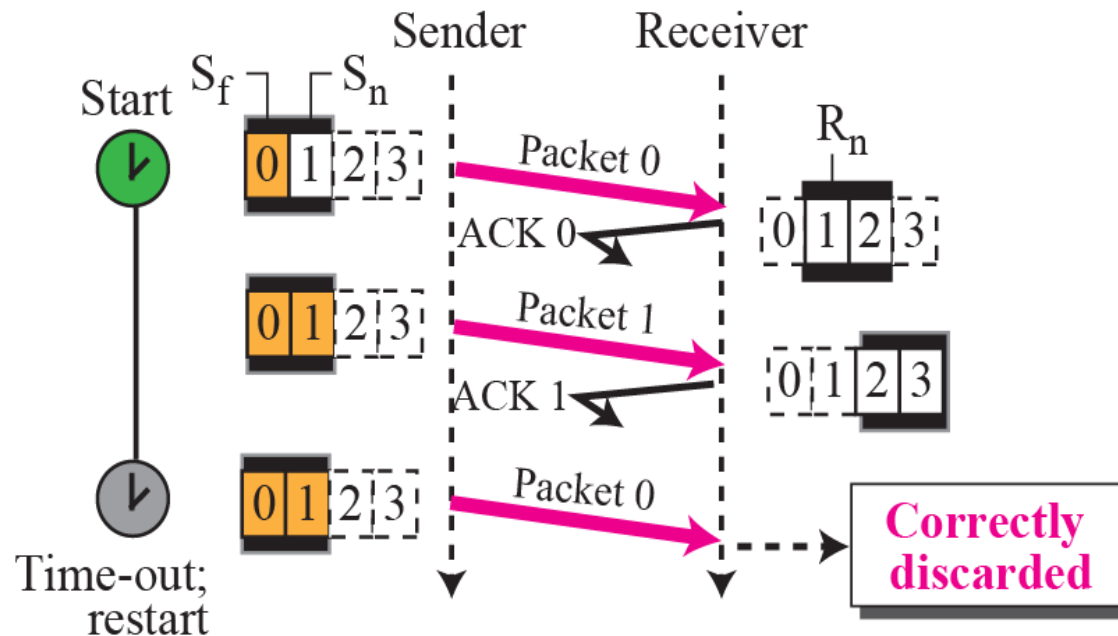 Sender Receiver
Start
S_f S_n
0 1 2 3
Packet 0
R_n
0 1 2 3
ACK 0
0 1 2 3
Packet 1
0 1 2 3
ACK 1
0 1 2 3
Packet 0
Correctly
discarded
Time-out;
restart